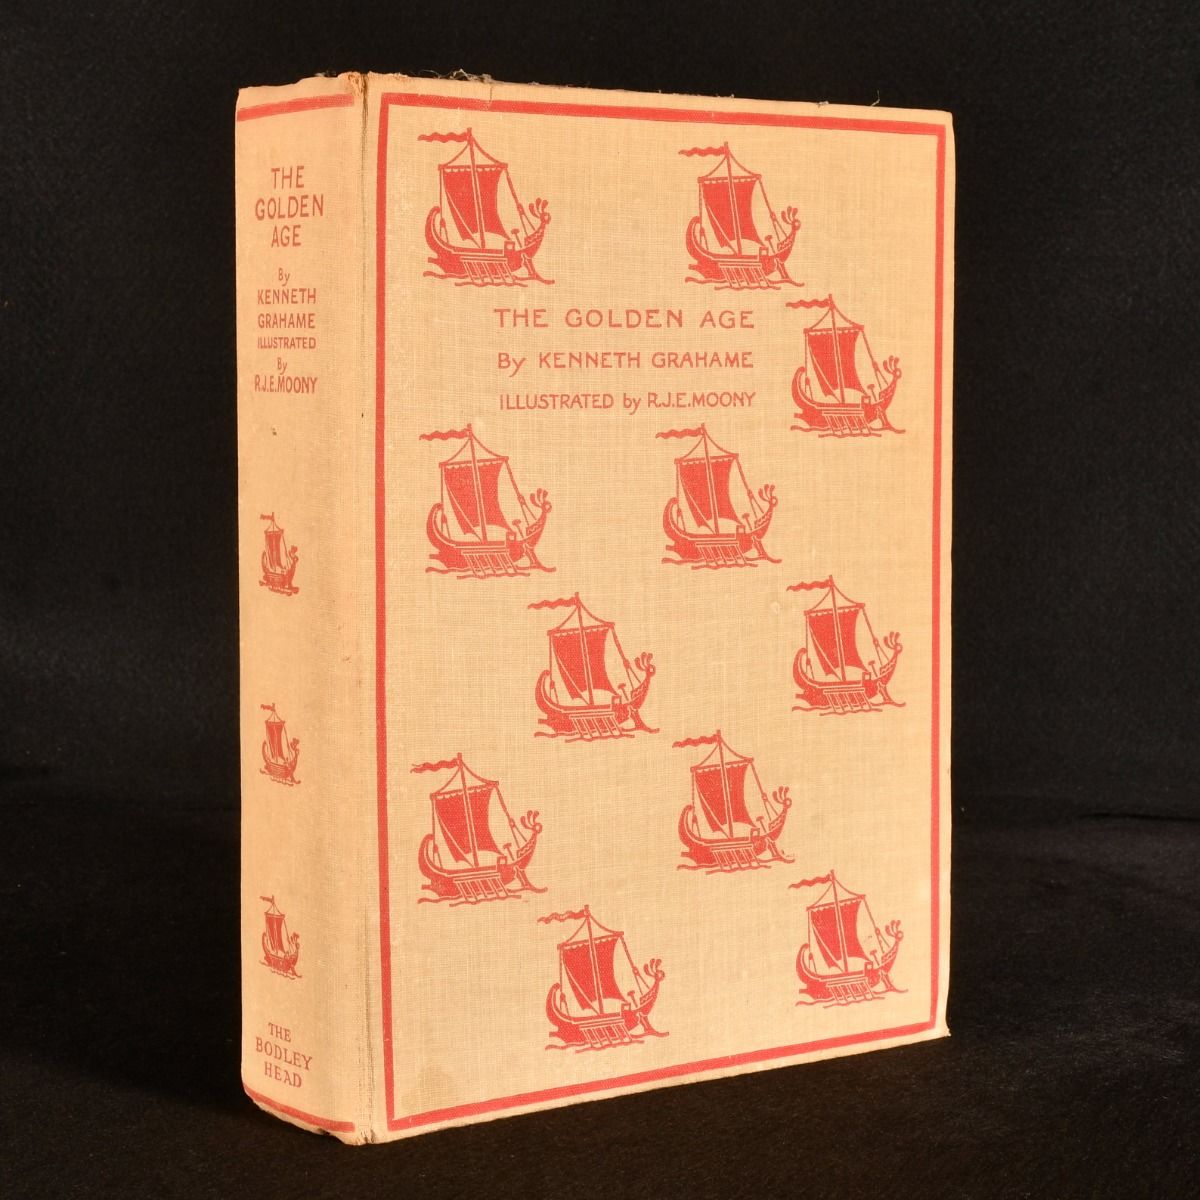 THE
GOLDEN
AGE
By
KENNETH
GRAHAME
ILLUSTRATED
By
R.J.E.MOONY
THE
BODLEY
HEAD
THE GOLDEN AGE
By KENNETH GRAHAME
ILLUSTRATED by R.J.E.MOONY